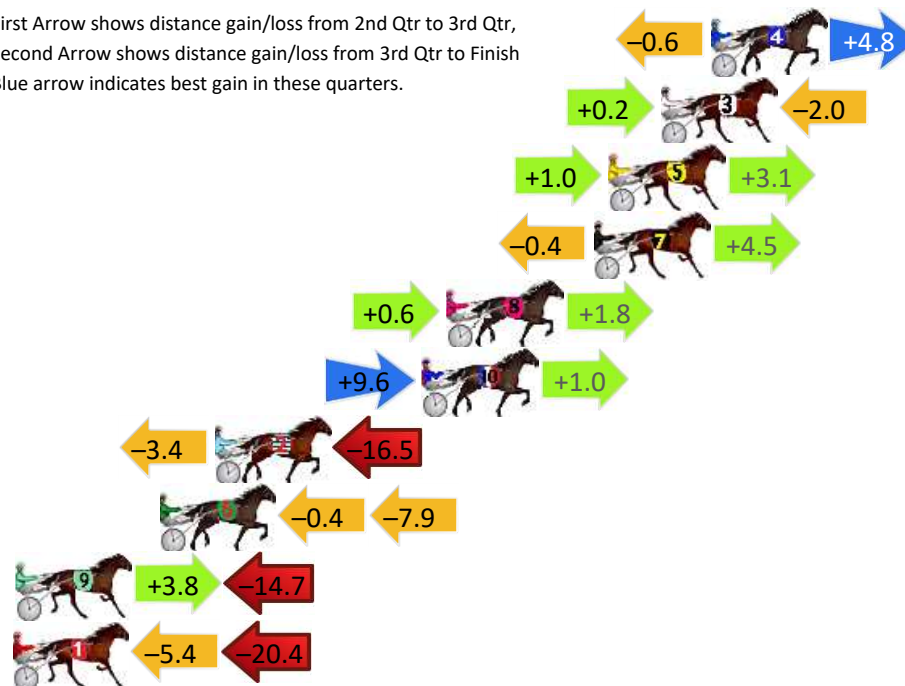 irst Arrow shows distance gain/loss from 2nd Qtr to 3rd Qtr,
econd Arrow shows distance gain/loss from 3rd Qtr to Finish
Blue arrow indicates best gain in these quarters.
–0.6 4 +4.8
+0.2 3 –2.0
+1.0 5 +3.1
–0.4 7 +4.5
+0.6 8 +1.8
+9.6 10 +1.0
–3.4 2 –16.5
6 –0.4 –7.9
9 +3.8 –14.7
1 –5.4 –20.4